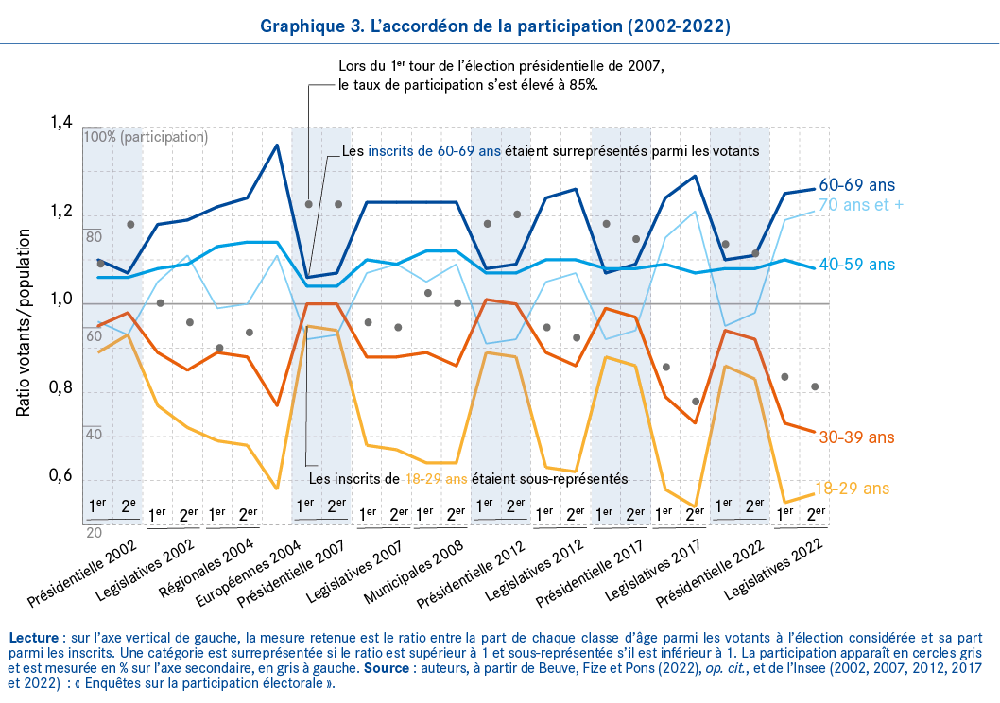 Graphique 3. L’accordéon de la participation (2002-2022)
Lors du 1er tour de l’élection présidentielle de 2007,
le taux de participation s’est élevé à 85%.
1,4
100% (participation)
Les inscrits de 60-69 ans étaient surreprésentés parmi les votants
60-69 ans
70 ans et +
1,2
80
40-59 ans
Ratio votants/population
1,0
60
0,8
40
30-39 ans
0,6
Les inscrits de 18-29 ans étaient sous-représentés
18-29 ans
1er 2e 1er 2er 1er 2er 1er 2er 1er 2er 1er 2er 1er 2er 1er 2er 1er 2er 1er 2er 1er 2er 1er 2er
20
Présidentielle 2002
Legislatives 2002
Régionales 2004
Européennes 2004
Présidentielle 2007
Legislatives 2007
Municipales 2008
Présidentielle 2012
Legislatives 2012
Présidentielle 2017
Legislatives 2017
Présidentielle 2022
Legislatives 2022
Lecture : sur l’axe vertical de gauche, la mesure retenue est le ratio entre la part de chaque classe d’âge parmi les votants à l’élection considérée et sa part
parmi les inscrits. Une catégorie est surreprésentée si le ratio est supérieur à 1 et sous-représentée s’il est inférieur à 1. La participation apparaît en cercles gris
et est mesurée en % sur l’axe secondaire, en gris à gauche. Source : auteurs, à partir de Beuve, Fize et Pons (2022), op. cit., et de l’Insee (2002, 2007, 2012, 2017
et 2022) : « Enquêtes sur la participation électorale ».